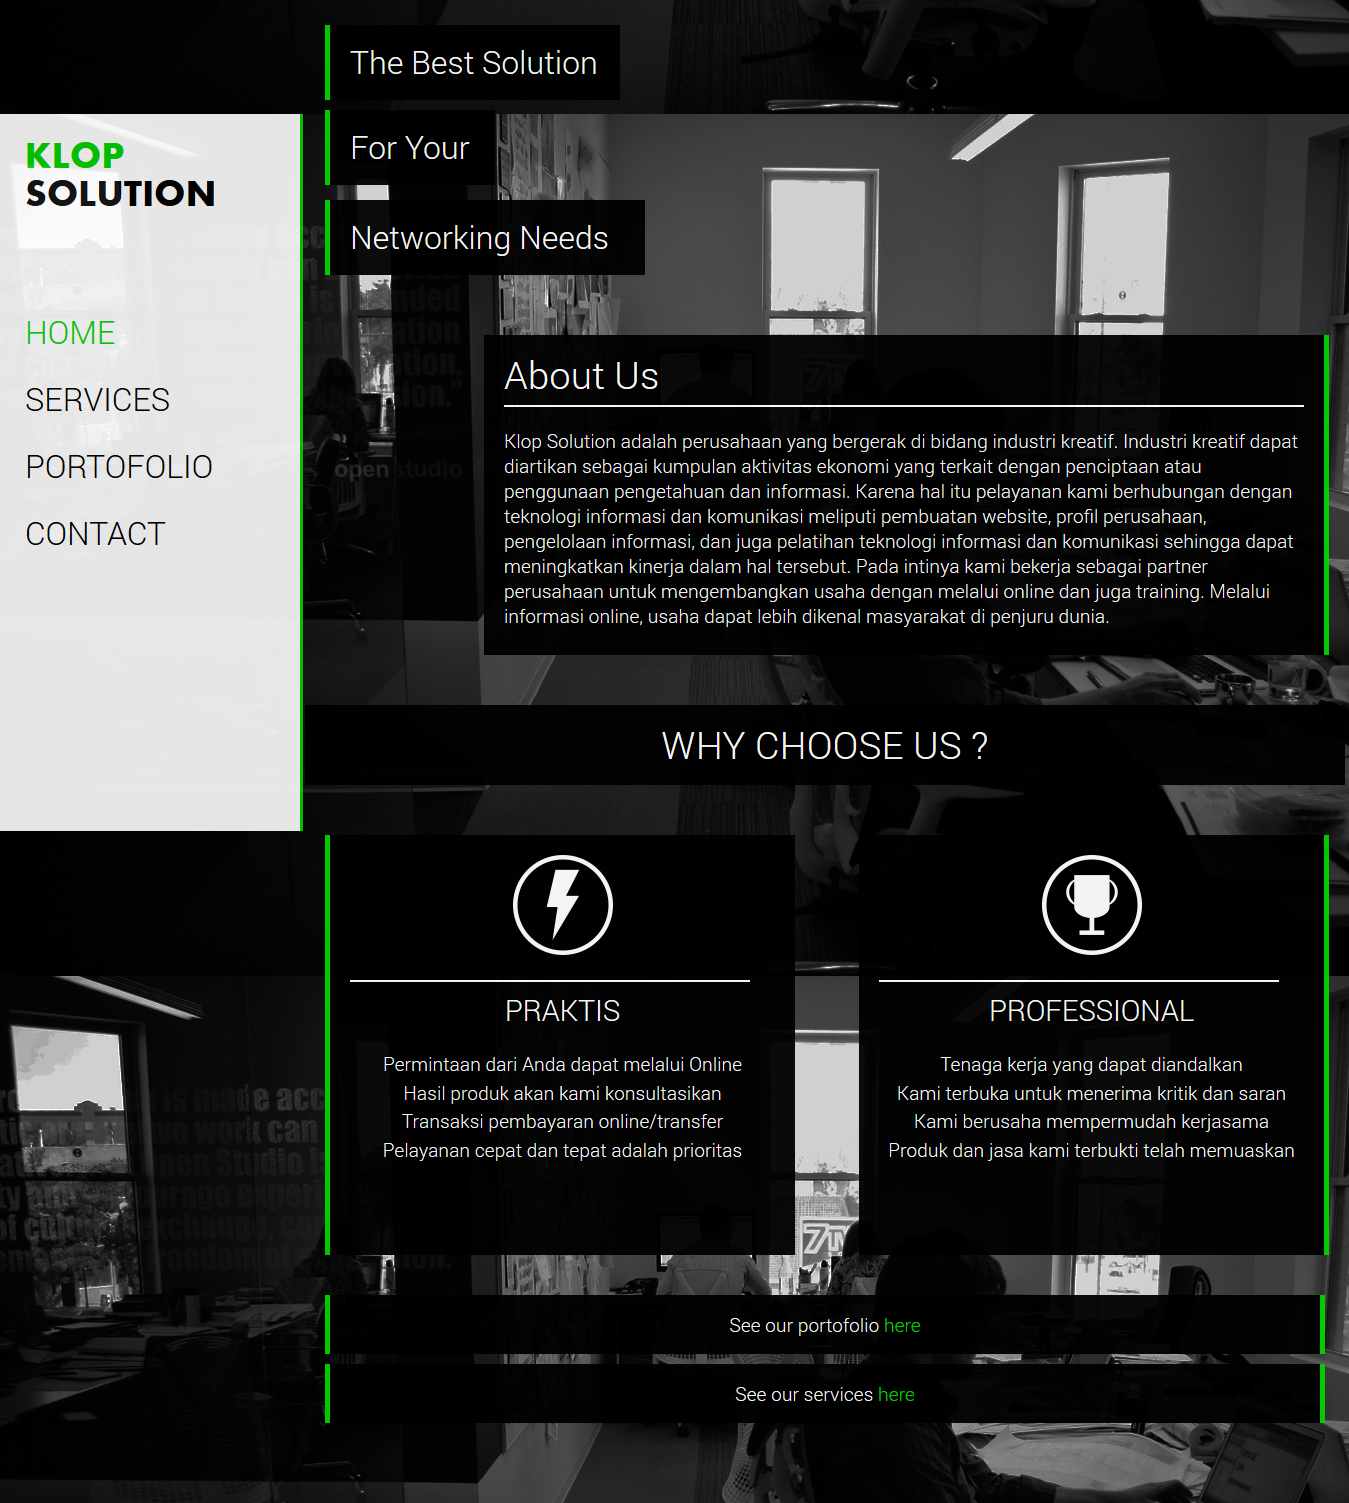 The Best Solution
For Your
Networking Needs
KLOP
SOLUTION
HOME
SERVICES
PORTOFOLIO
CONTACT
open studio
About Us
Klop Solution adalah perusahaan yang bergerak di bidang industri kreatif. Industri kreatif dapat
diartikan sebagai kumpulan aktivitas ekonomi yang terkait dengan penciptaan atau
penggunaan pengetahuan dan informasi. Karena hal itu pelayanan kami berhubungan dengan
teknologi informasi dan komunikasi meliputi pembuatan website, profil perusahaan,
pengelolaan informasi, dan juga pelatihan teknologi informasi dan komunikasi sehingga dapat
meningkatkan kinerja dalam hal tersebut. Pada intinya kami bekerja sebagai partner
perusahaan untuk mengembangkan usaha dengan melalui online dan juga training. Melalui
informasi online, usaha dapat lebih dikenal masyarakat di penjuru dunia.
WHY CHOOSE US ?
PRAKTIS
Permintaan dari Anda dapat melalui Online
Hasil produk akan kami konsultasikan
Transaksi pembayaran online/transfer
Pelayanan cepat dan tepat adalah prioritas
PROFESSIONAL
Tenaga kerja yang dapat diandalkan
Kami terbuka untuk menerima kritik dan saran
Kami berusaha mempermudah kerjasama
Produk dan jasa kami terbukti telah memuaskan
See our portofolio here
See our services here